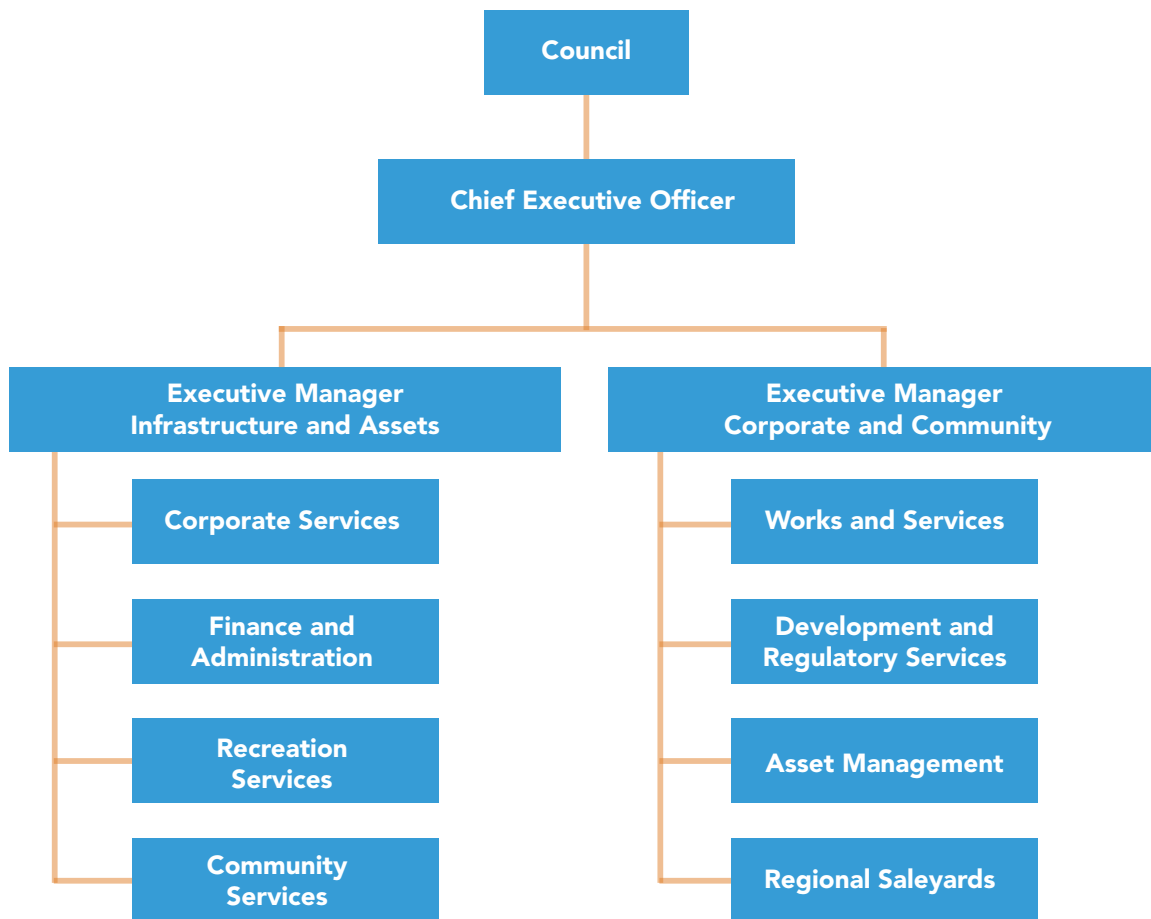 Council
Chief Executive Officer
Executive Manager
Infrastructure and Assets
Corporate Services
Finance and
Administration
Recreation
Services
Community
Services
Executive Manager
Corporate and Community
Works and Services
Development and
Regulatory Services
Asset Management
Regional Saleyards